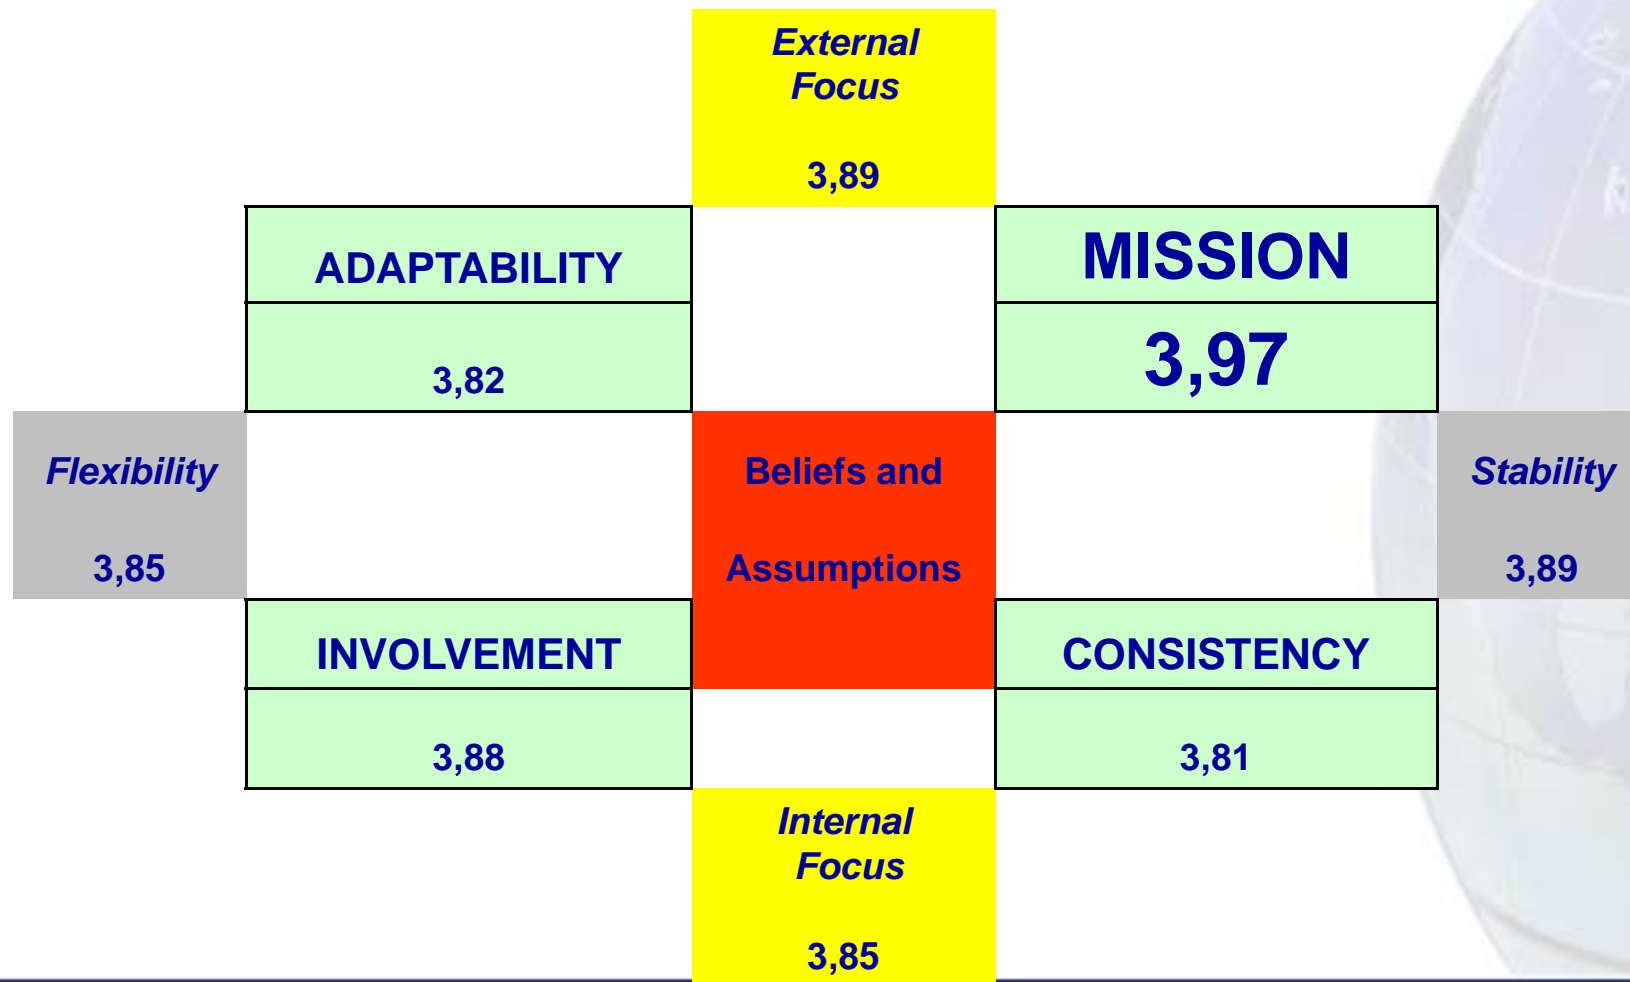 External
Focus
3,89
ADAPTABILITY
MISSION
3,82
3,97
Flexibility
Beliefs and
Stability
3,85
Assumptions
3,89
INVOLVEMENT
CONSISTENCY
3,88
3,81
Internal
Focus
3,85